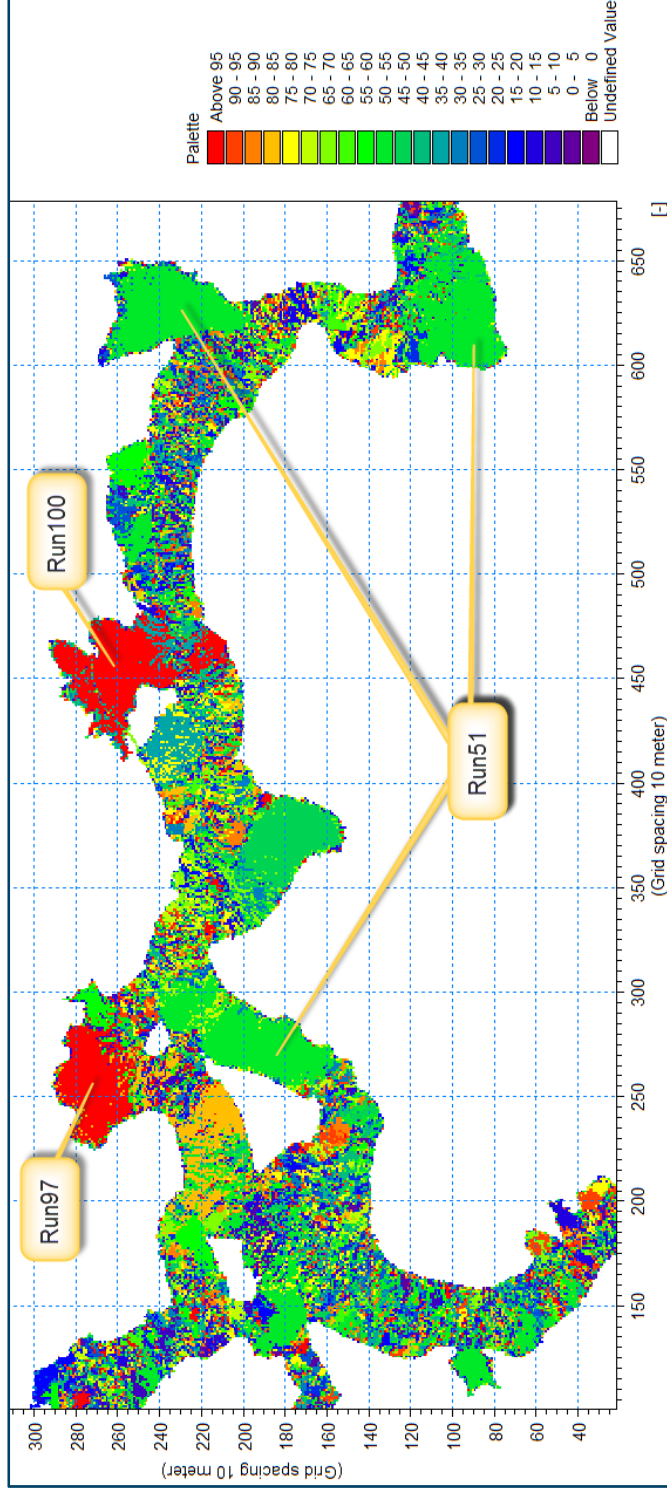 (Grid spacing 10 meter)
300
280
260
240
220
200
180
160
140
120
100
80
60
40
150
200
250
300
350
400
450
500
550
600
650
(Grid spacing 10 meter)
[-]
Run97
Run100
Run51
Palette
Above 95
90 - 95
85 - 90
80 - 85
75 - 80
70 - 75
65 - 70
60 - 65
55 - 60
50 - 55
45 - 50
40 - 45
35 - 40
30 - 35
25 - 30
20 - 25
15 - 20
10 - 15
5 - 10
0 - 5
Below 0
Undefined Value